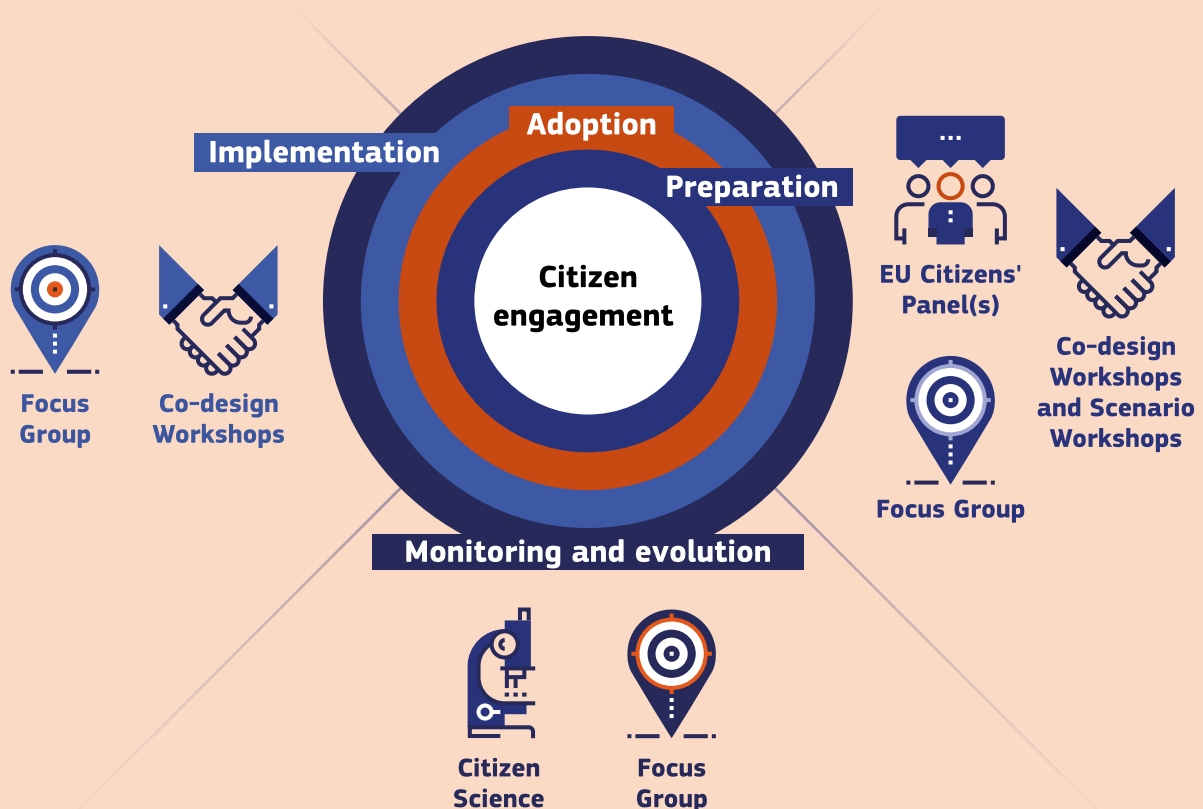 Adoption
Implementation
Preparation
Citizen
engagement
EU Citizens'
Panel(s)
Co-design
Workshops
and Scenario
Workshops
Focus Group
Focus
Group
Co-design
Workshops
Monitoring and evolution
Citizen
Science
Focus
Group